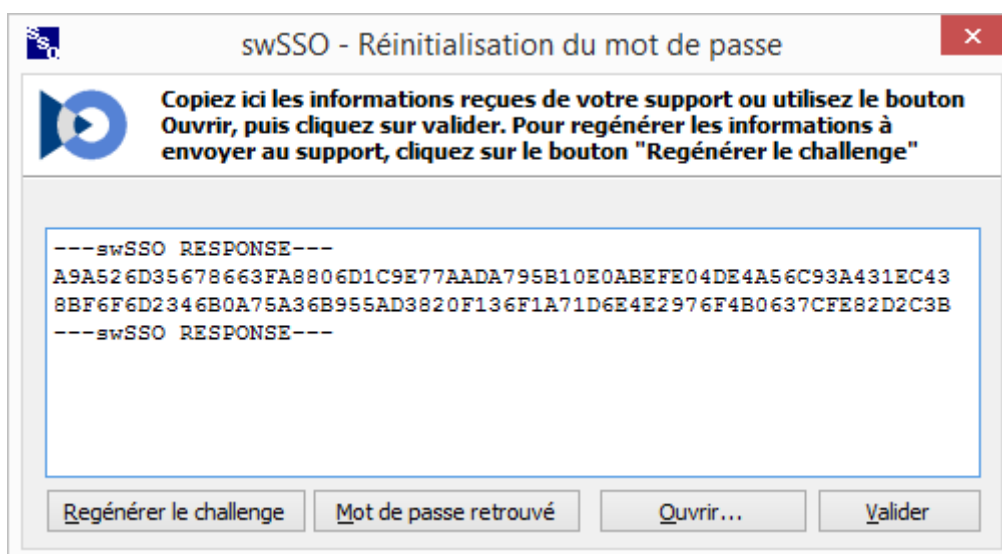 SSO
swSSO - Réinitialisation du mot de passe
Copiez ici les informations reçues de votre support ou utilisez le bouton
Ouvrir, puis cliquez sur valider. Pour regénérer les informations à
envoyer au support, cliquez sur le bouton "Regénérer le challenge"
---swSSO RESPONSE---
A9A526D35678663FA8806D1C9E77AADA795B10E0ABEFE04DE4A56C93A431EC43
8BF6F6D2346B0A75A36B955AD3820F136F1A71D6E4E2976F4B0637CFE82D2C3B
---swSSO RESPONSE---
Regénérer le challenge Mot de passe retrouvé Ouvrir... Valider